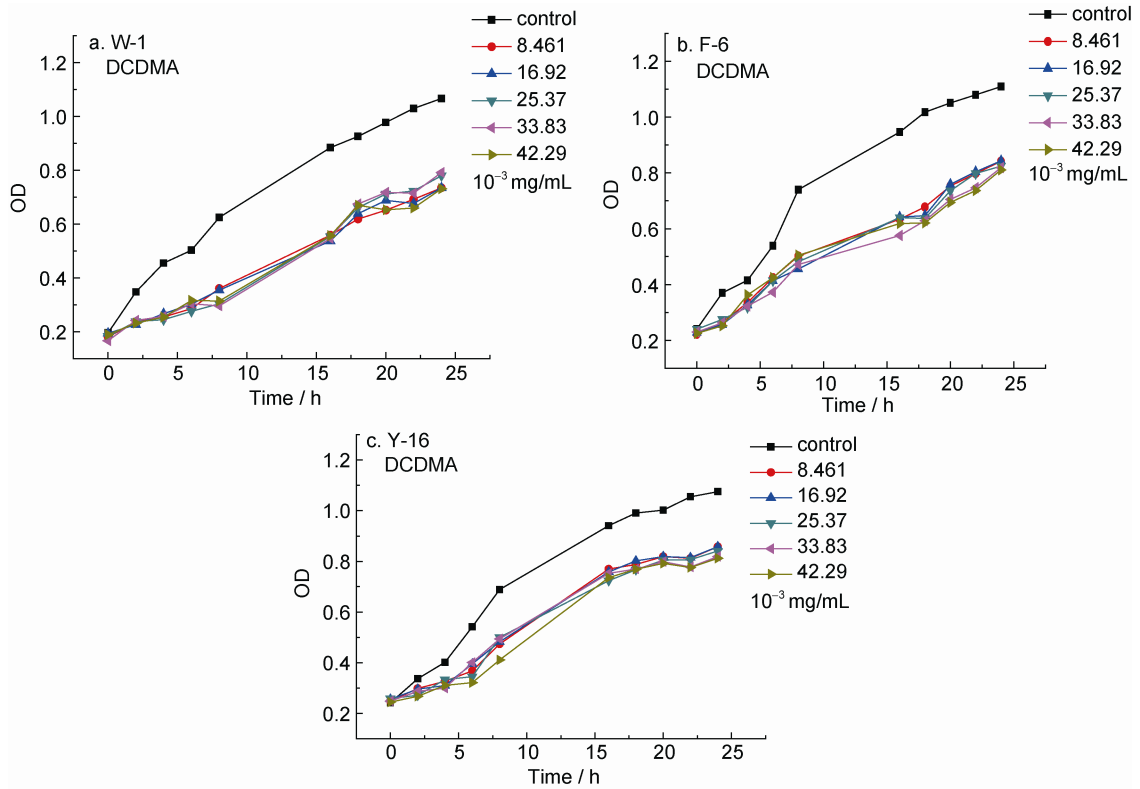 a. W-1
DCDMA
control
8.461
16.92
25.37
33.83
42.29
10⁻³ mg/mL
OD
1.2
1.0
0.8
0.6
0.4
0.2
0 5 10 15 20 25
Time / h
b. F-6
DCDMA
control
8.461
16.92
25.37
33.83
42.29
10⁻³ mg/mL
OD
1.2
1.0
0.8
0.6
0.4
0.2
0 5 10 15 20 25
Time / h
c. Y-16
DCDMA
control
8.461
16.92
25.37
33.83
42.29
10⁻³ mg/mL
OD
1.2
1.0
0.8
0.6
0.4
0.2
0 5 10 15 20 25
Time / h